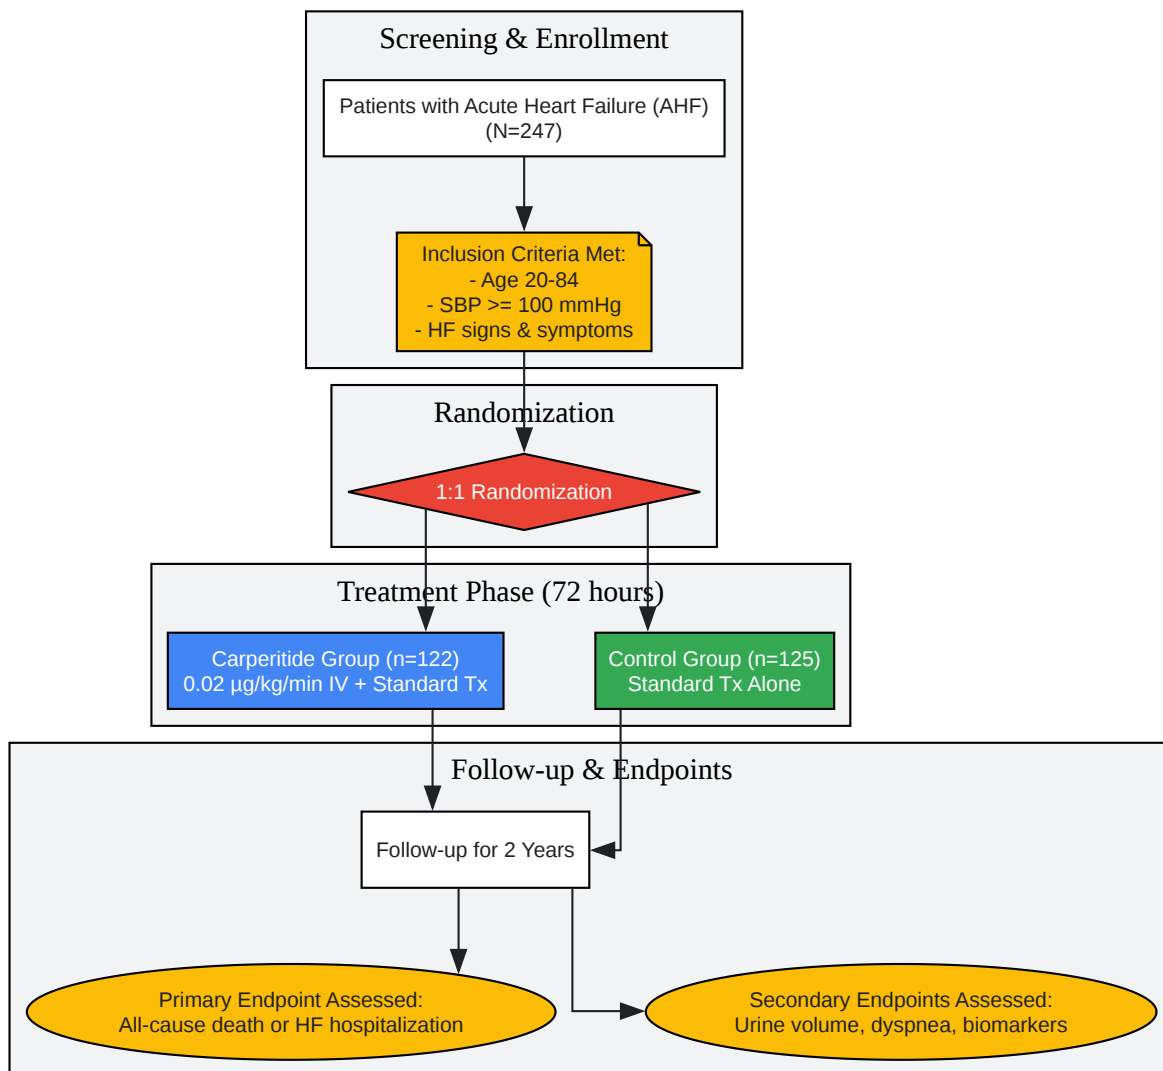 Screening & Enrollment
Patients with Acute Heart Failure (AHF)
(N=247)
Inclusion Criteria Met:
- Age 20-84
- SBP >= 100 mmHg
- HF signs & symptoms
Randomization
1:1 Randomization
Treatment Phase (72 hours)
Carperitide Group (n=122)
0.02 µg/kg/min IV + Standard Tx
Control Group (n=125)
Standard Tx Alone
Follow-up & Endpoints
Follow-up for 2 Years
Primary Endpoint Assessed:
All-cause death or HF hospitalization
Secondary Endpoints Assessed:
Urine volume, dyspnea, biomarkers